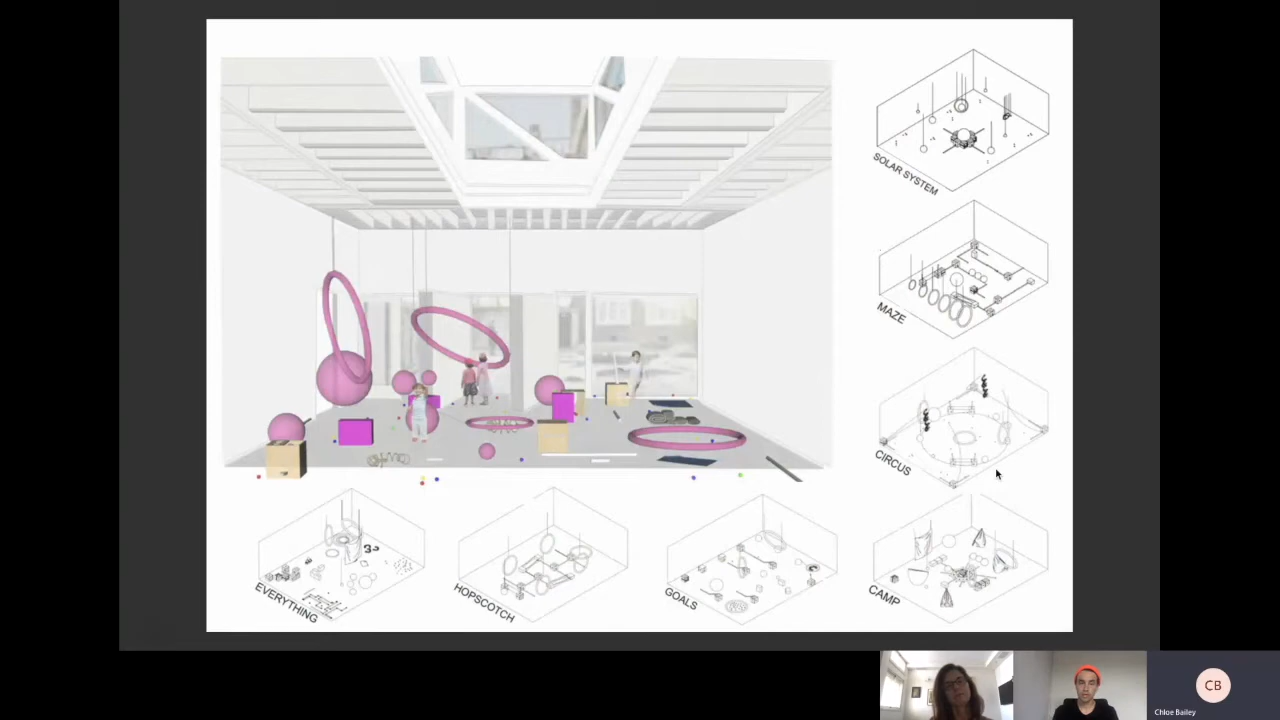 SOLAR SYSTEM
MAZE
CIRCUS
EVERYTHING
HOPSCOTCH
GOALS
CAMP
CB
Chloe Bailey